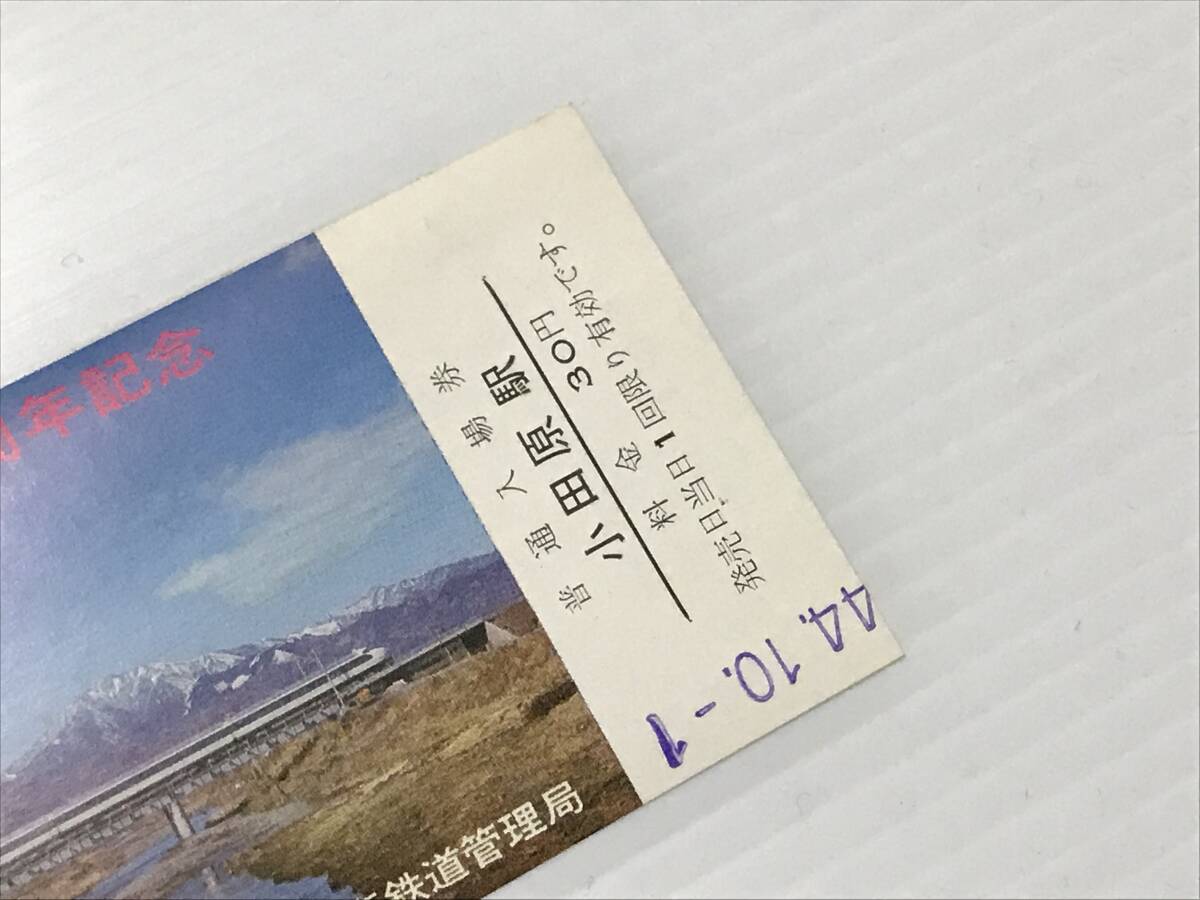 年記念
普通入場券
小田原駅
料金 30円
発売日当日1回限り有効です。
44.10.-1
鉄道管理局